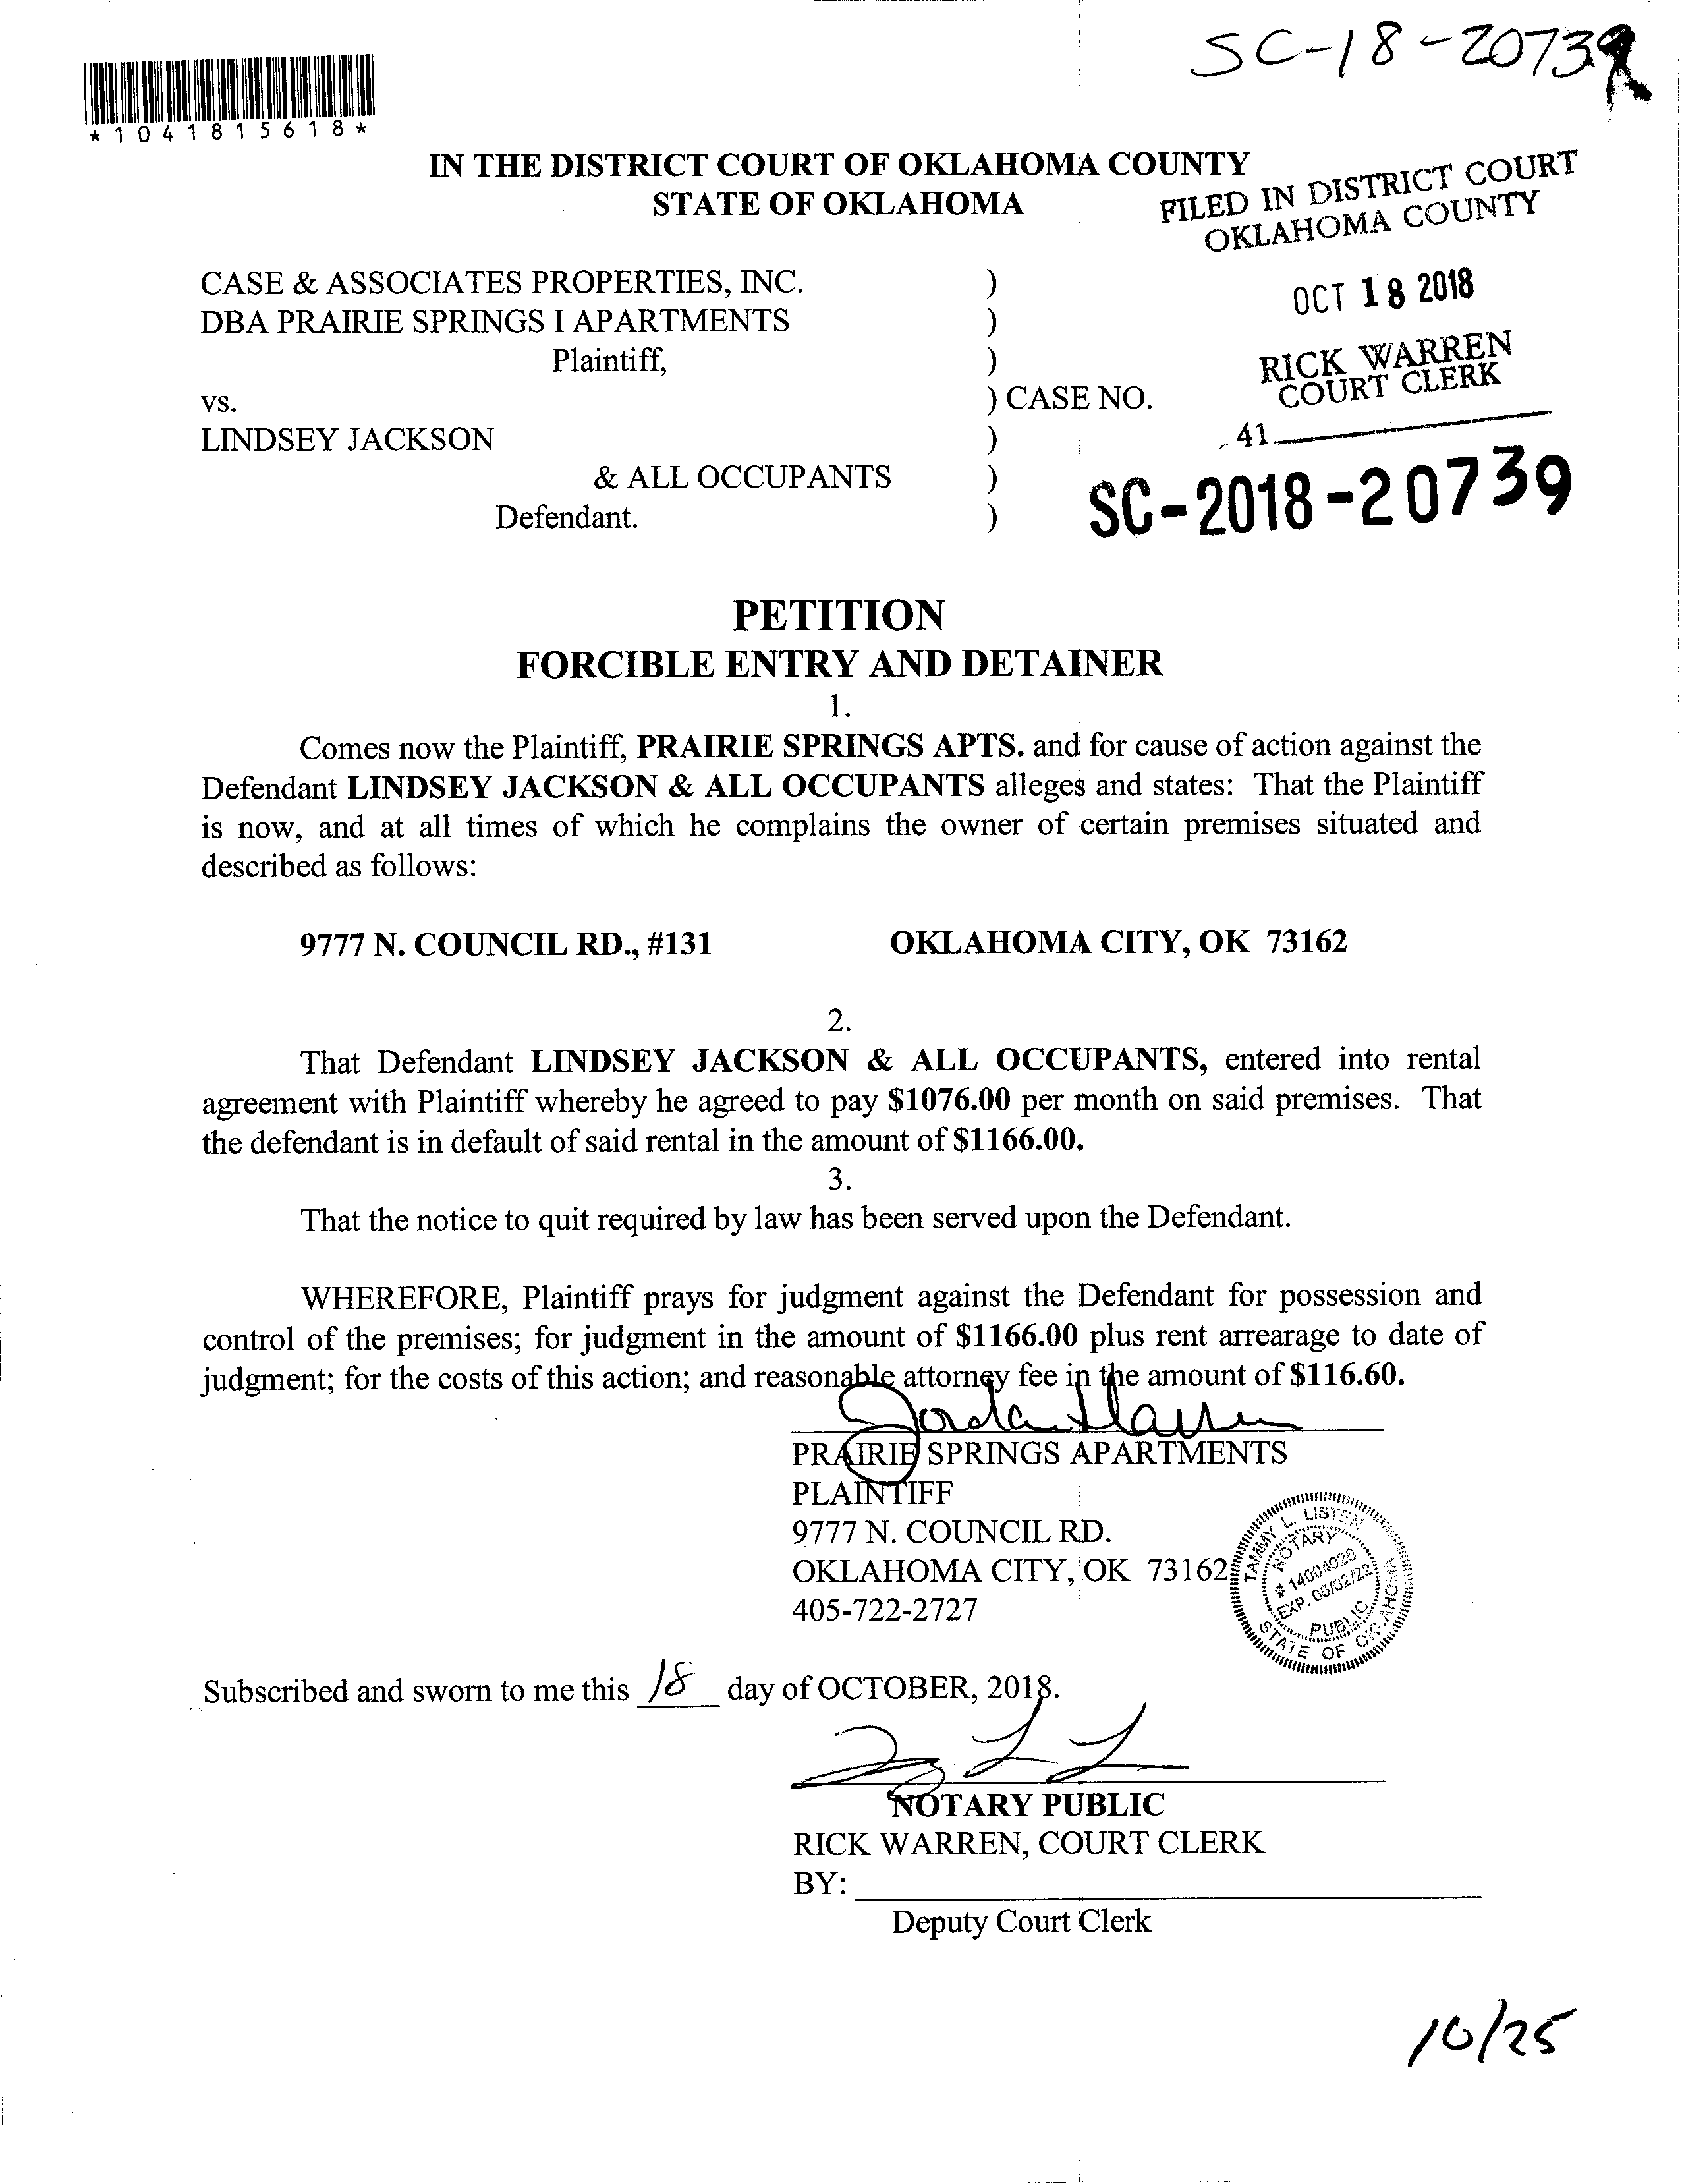 SC-18-20739
*1041815618*
IN THE DISTRICT COURT OF OKLAHOMA COUNTY
STATE OF OKLAHOMA
FILED IN DISTRICT COURT
OKLAHOMA COUNTY
OCT 18 2018
RICK WARREN
COURT CLERK
41
CASE & ASSOCIATES PROPERTIES, INC. )
DBA PRAIRIE SPRINGS I APARTMENTS )
Plaintiff, )
vs. ) CASE NO.
LINDSEY JACKSON )
& ALL OCCUPANTS )
Defendant. )
SC-2018-20739
PETITION
FORCIBLE ENTRY AND DETAINER
1.
Comes now the Plaintiff, PRAIRIE SPRINGS APTS. and for cause of action against the
Defendant LINDSEY JACKSON & ALL OCCUPANTS alleges and states: That the Plaintiff
is now, and at all times of which he complains the owner of certain premises situated and
described as follows:
9777 N. COUNCIL RD., #131 OKLAHOMA CITY, OK 73162
2.
That Defendant LINDSEY JACKSON & ALL OCCUPANTS, entered into rental
agreement with Plaintiff whereby he agreed to pay $1076.00 per month on said premises. That
the defendant is in default of said rental in the amount of $1166.00.
3.
That the notice to quit required by law has been served upon the Defendant.
WHEREFORE, Plaintiff prays for judgment against the Defendant for possession and
control of the premises; for judgment in the amount of $1166.00 plus rent arrearage to date of
judgment; for the costs of this action; and reasonable attorney fee in the amount of $116.60.
PRAIRIE SPRINGS APARTMENTS
PLAINTIFF
9777 N. COUNCIL RD.
OKLAHOMA CITY, OK 73162
405-722-2727
TAMMY L. LISTEN
NOTARY
# 14004026
EXP. 05/02/22
PUBLIC
STATE OF OKLAHOMA
Subscribed and sworn to me this 18 day of OCTOBER, 2018.
NOTARY PUBLIC
RICK WARREN, COURT CLERK
BY:
Deputy Court Clerk
10/25